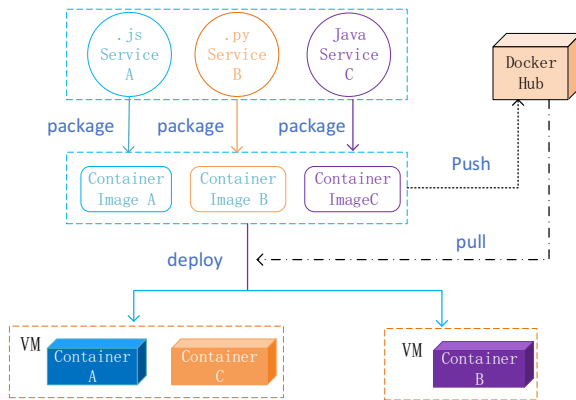 .js
Service
A
.py
Service
B
Java
Service
C
Docker
Hub
package
package
package
Push
Container
Image A
Container
Image B
Container
ImageC
pull
deploy
VM
Container
A
Container
C
VM
Container
B